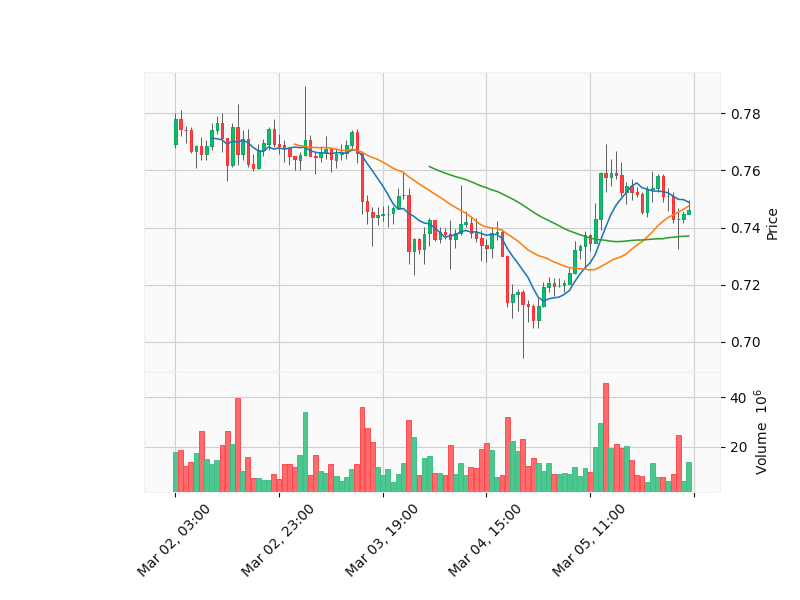 0.78
0.76
0.74
0.72
0.70
Price
40
20
Volume 10^6
Mar 02, 03:00
Mar 02, 23:00
Mar 03, 19:00
Mar 04, 15:00
Mar 05, 11:00